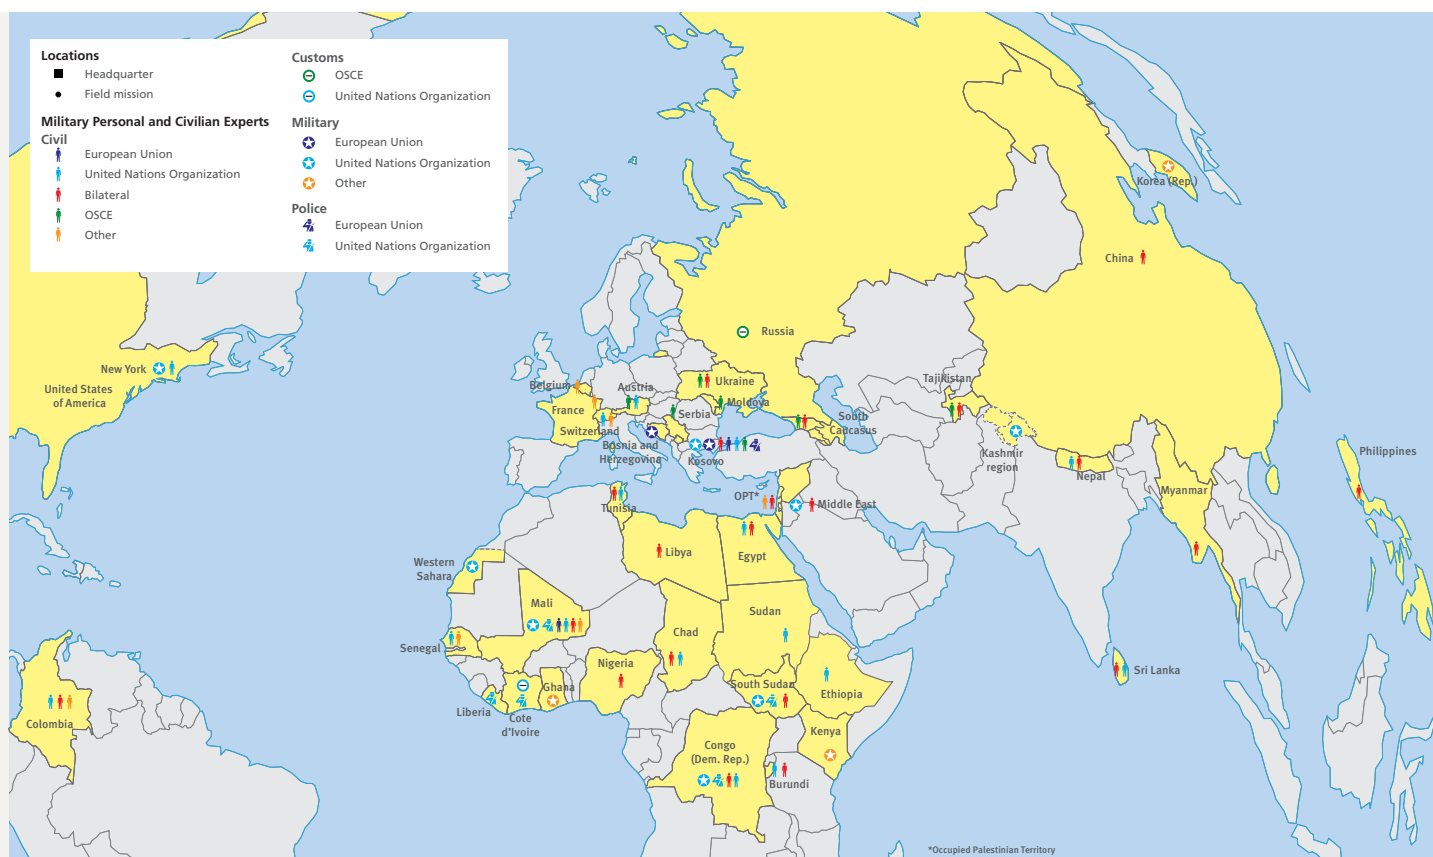 Locations
Headquarter
Field mission
Military Personal and Civilian Experts
Civil
European Union
United Nations Organization
Bilateral
OSCE
Other
Customs
OSCE
United Nations Organization
Military
European Union
United Nations Organization
Other
Police
European Union
United Nations Organization
Korea (Rep.)
China
Russia
New York
United States
of America
Belgium
Austria
Ukraine
France
Moldova
Serbia
Switzerland
Bosnia and
Herzegovina
Kosovo
South
Caucasus
Tajikistan
Kashmir
region
Nepal
Myanmar
Philippines
OPT*
Middle East
Tunisia
Libya
Egypt
Western
Sahara
Mali
Senegal
Chad
Sudan
Nigeria
Ghana
Liberia
Cote
d'Ivoire
South Sudan
Ethiopia
Sri Lanka
Colombia
Kenya
Congo
(Dem. Rep.)
Burundi
*Occupied Palestinian Territory